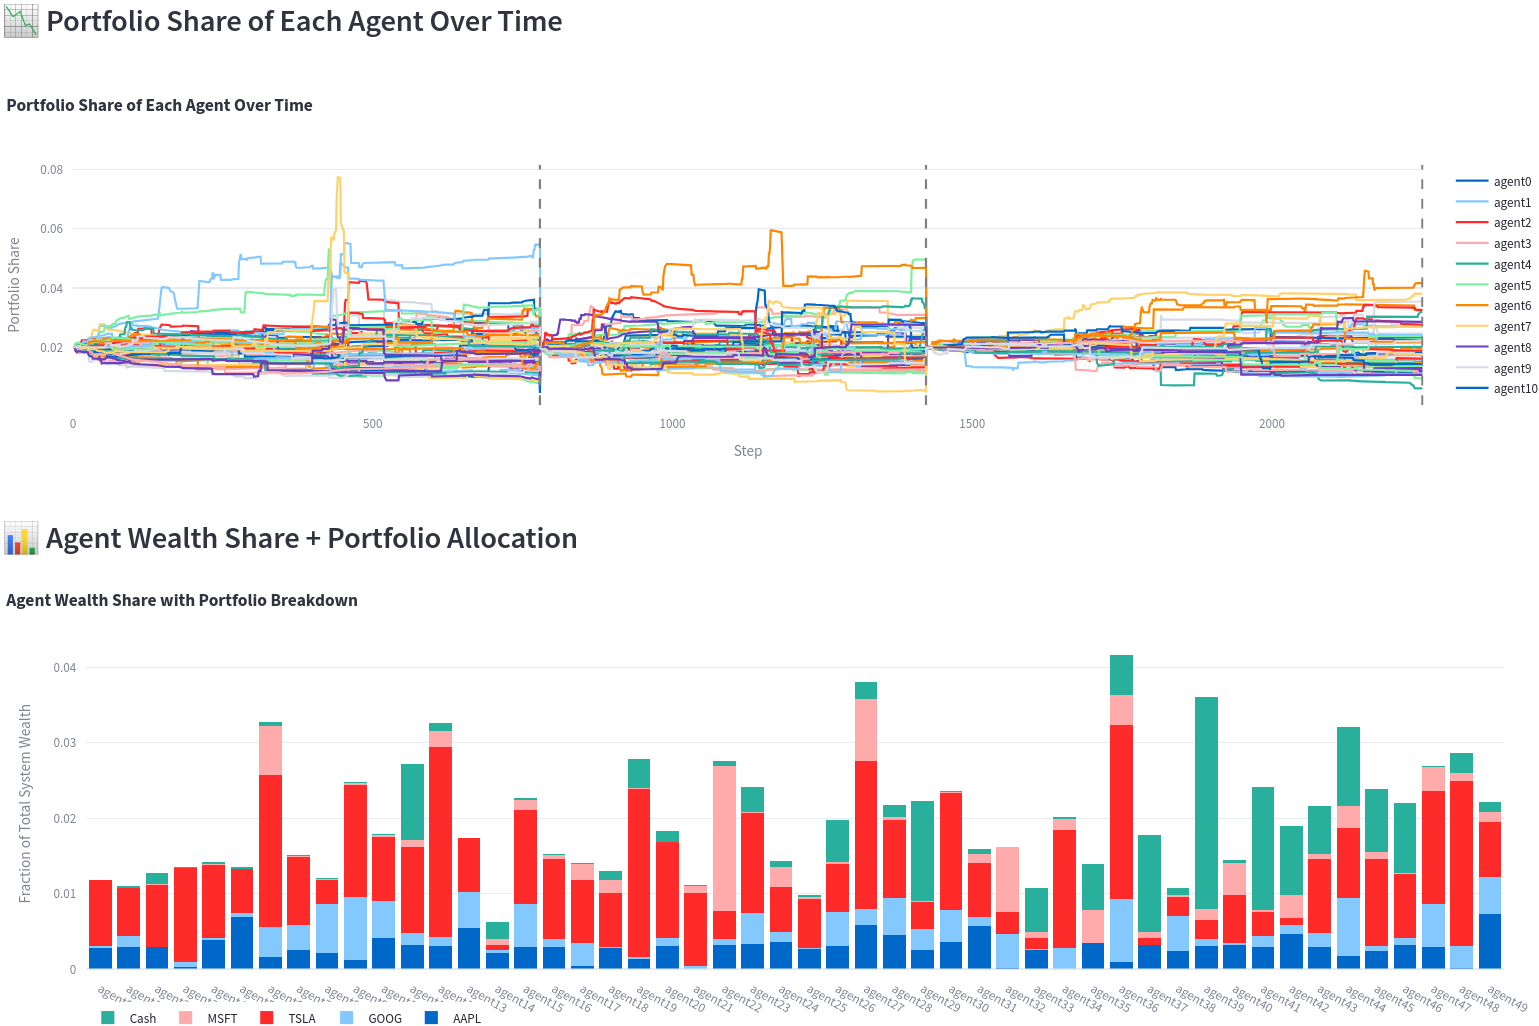 Portfolio Share of Each Agent Over Time
Portfolio Share of Each Agent Over Time
0.08
0.06
0.04
0.02
Portfolio Share
0
500
1000
1500
2000
Step
agent0
agent1
agent2
agent3
agent4
agent5
agent6
agent7
agent8
agent9
agent10
Agent Wealth Share + Portfolio Allocation
Agent Wealth Share with Portfolio Breakdown
0.04
0.03
0.02
0.01
0
Fraction of Total System Wealth
agent13
agent14
agent15
agent16
agent17
agent18
agent19
agent20
agent21
agent22
agent23
agent24
agent25
agent26
agent27
agent28
agent29
agent30
agent31
agent32
agent33
agent34
agent35
agent36
agent37
agent38
agent39
agent40
agent41
agent42
agent43
agent44
agent45
agent46
agent47
agent48
agent49
Cash
MSFT
TSLA
GOOG
AAPL